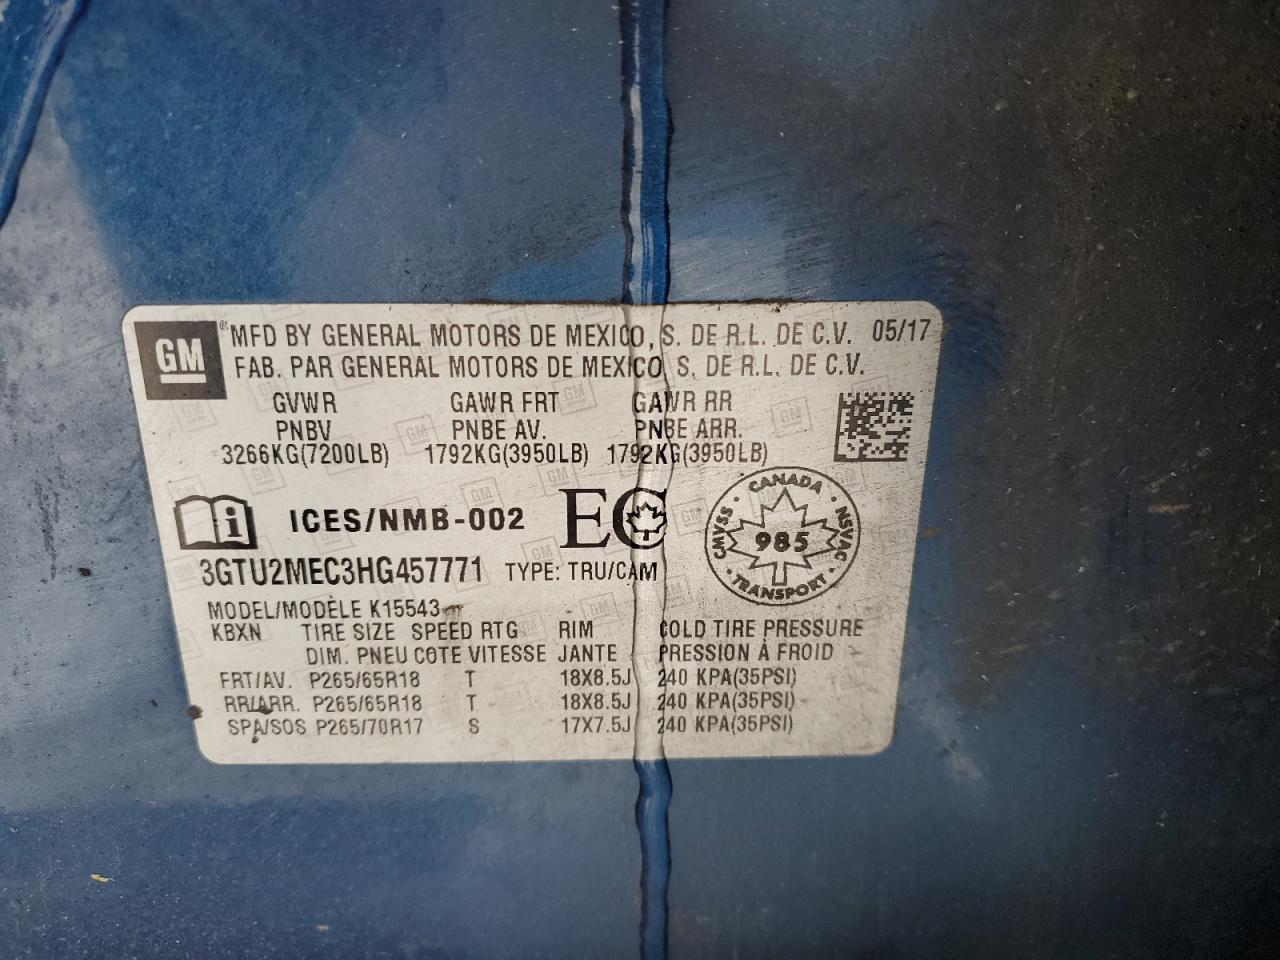 GM
® MFD BY GENERAL MOTORS DE MEXICO, S. DE R.L. DE C.V. 05/17
FAB. PAR GENERAL MOTORS DE MEXICO, S. DE R.L. DE C.V.
GVWR GAWR FRT GAWR RR
PNBV PNBE AV. PNBE ARR.
3266KG(7200LB) 1792KG(3950LB) 1792KG(3950LB)
i ICES/NMB-002 EC
CANADA
CMVSS 985 NSVAC
TRANSPORT
3GTU2MEC3HG457771 TYPE: TRU/CAM
MODEL/MODÈLE K15543
KBXN TIRE SIZE SPEED RTG RIM COLD TIRE PRESSURE
DIM. PNEU COTE VITESSE JANTE PRESSION À FROID
FRT/AV. P265/65R18 T 18X8.5J 240 KPA(35PSI)
RR/ARR. P265/65R18 T 18X8.5J 240 KPA(35PSI)
SPA/SOS P265/70R17 S 17X7.5J 240 KPA(35PSI)